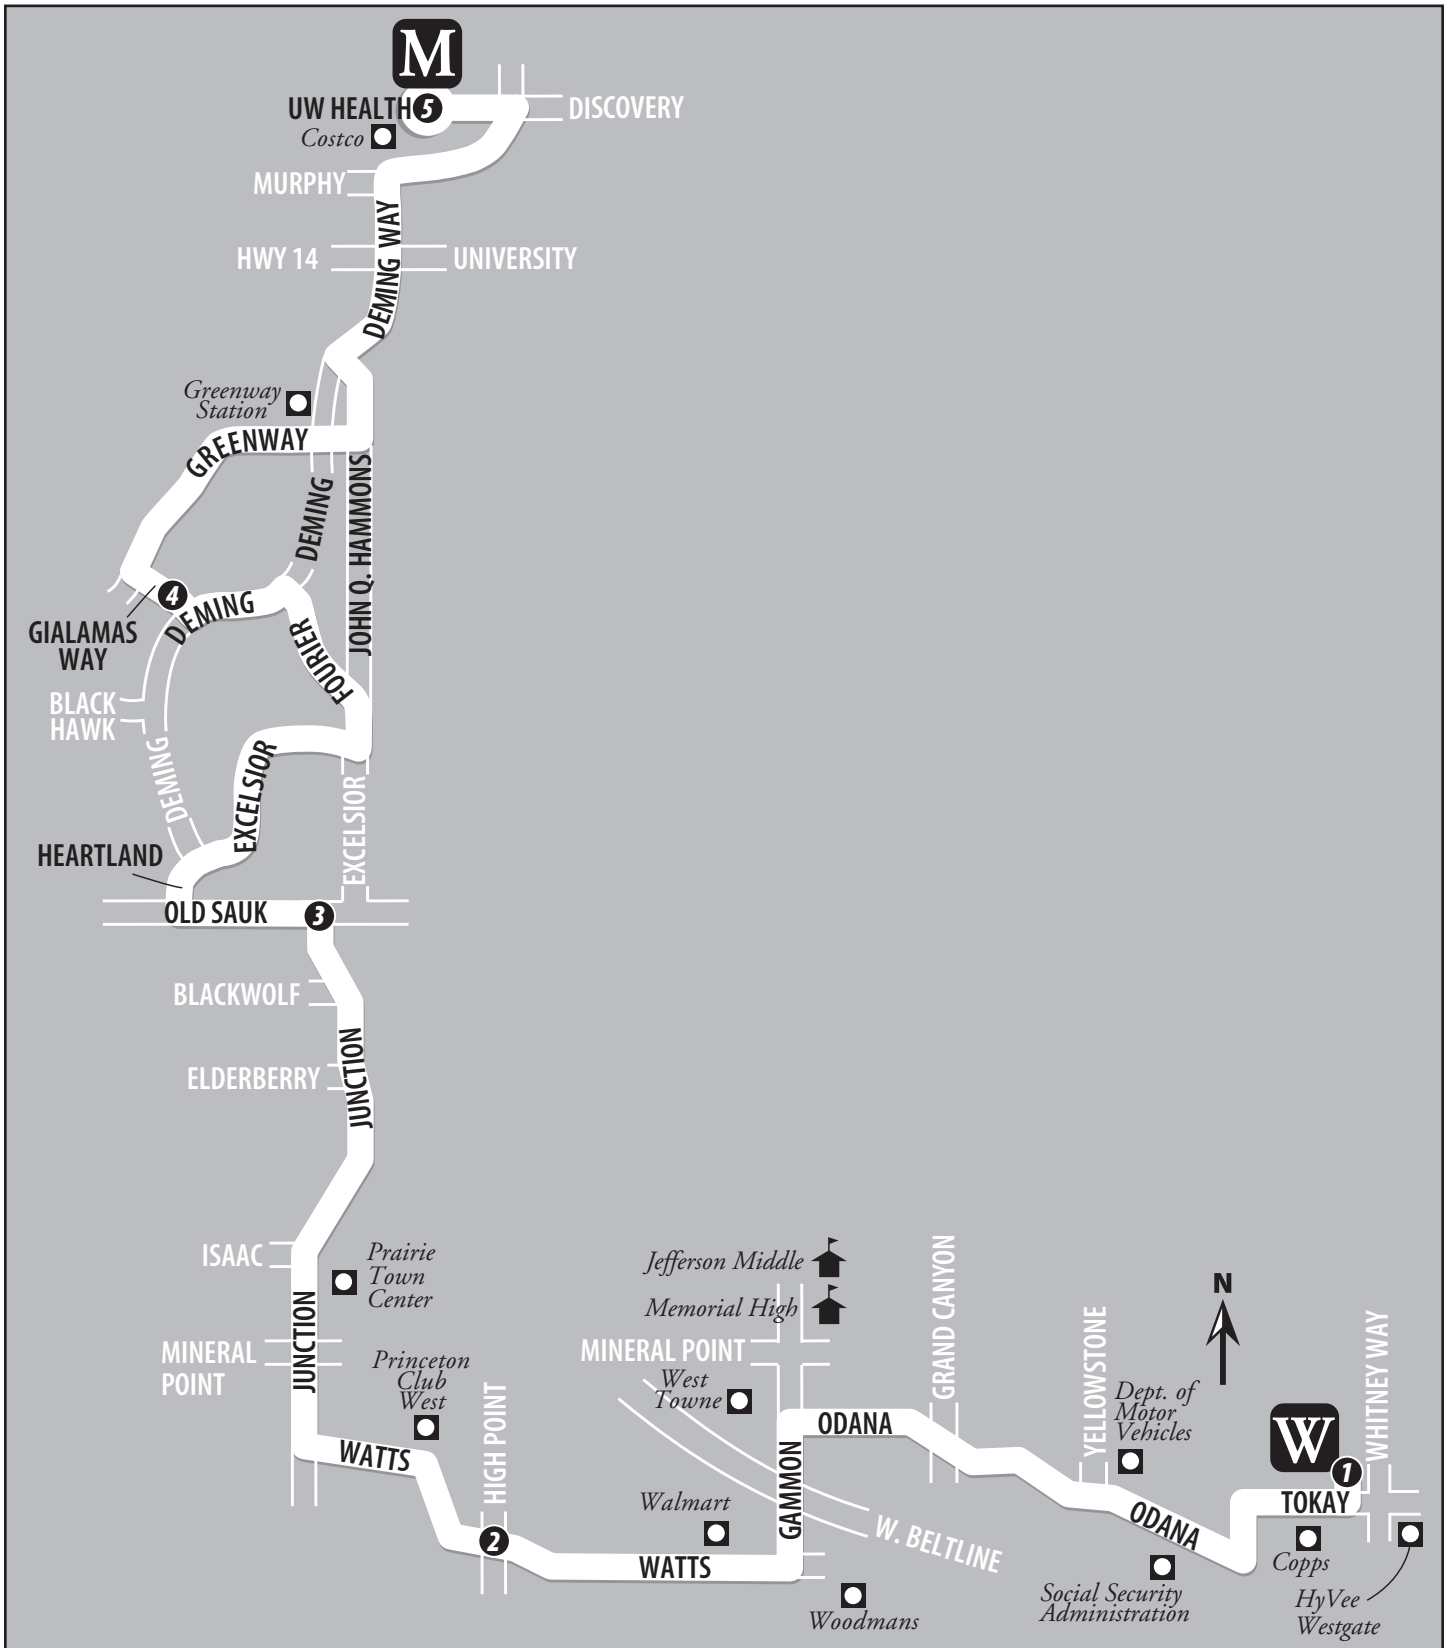 M
UW HEALTH 5
DISCOVERY
Costco
MURPHY
DEMING WAY
HWY 14
UNIVERSITY
Greenway
Station
GREENWAY
DEMING
JOHN Q. HAMMONS
4
DEMING
GIALAMAS
WAY
FOURIER
BLACK
HAWK
DEMING
EXCELSIOR
EXCELSIOR
HEARTLAND
OLD SAUK
3
BLACKWOLF
JUNCTION
ELDERBERRY
ISAAC
Prairie
Town
Center
JUNCTION
MINERAL
POINT
Princeton
Club
West
WATTS
HIGH POINT
2
Jefferson Middle
Memorial High
MINERAL POINT
West
Towne
GRAND CANYON
ODANA
GAMMON
Walmart
W. BELTLINE
WATTS
Woodmans
YELLOWSTONE
N
Dept. of
Motor
Vehicles
WHITNEY WAY
W
1
TOKAY
ODANA
Copps
Social Security
Administration
HyVee
Westgate